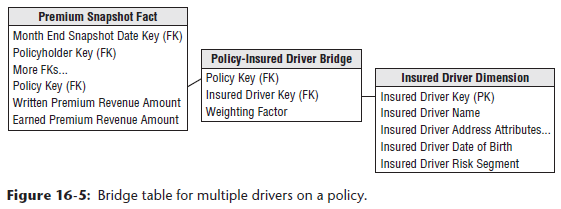 Premium Snapshot Fact
Month End Snapshot Date Key (FK)
Policyholder Key (FK)
More FKs...
Policy Key (FK)
Written Premium Revenue Amount
Earned Premium Revenue Amount
Policy-Insured Driver Bridge
Policy Key (FK)
Insured Driver Key (FK)
Weighting Factor
Insured Driver Dimension
Insured Driver Key (PK)
Insured Driver Name
Insured Driver Address Attributes...
Insured Driver Date of Birth
Insured Driver Risk Segment
Figure 16-5: Bridge table for multiple drivers on a policy.